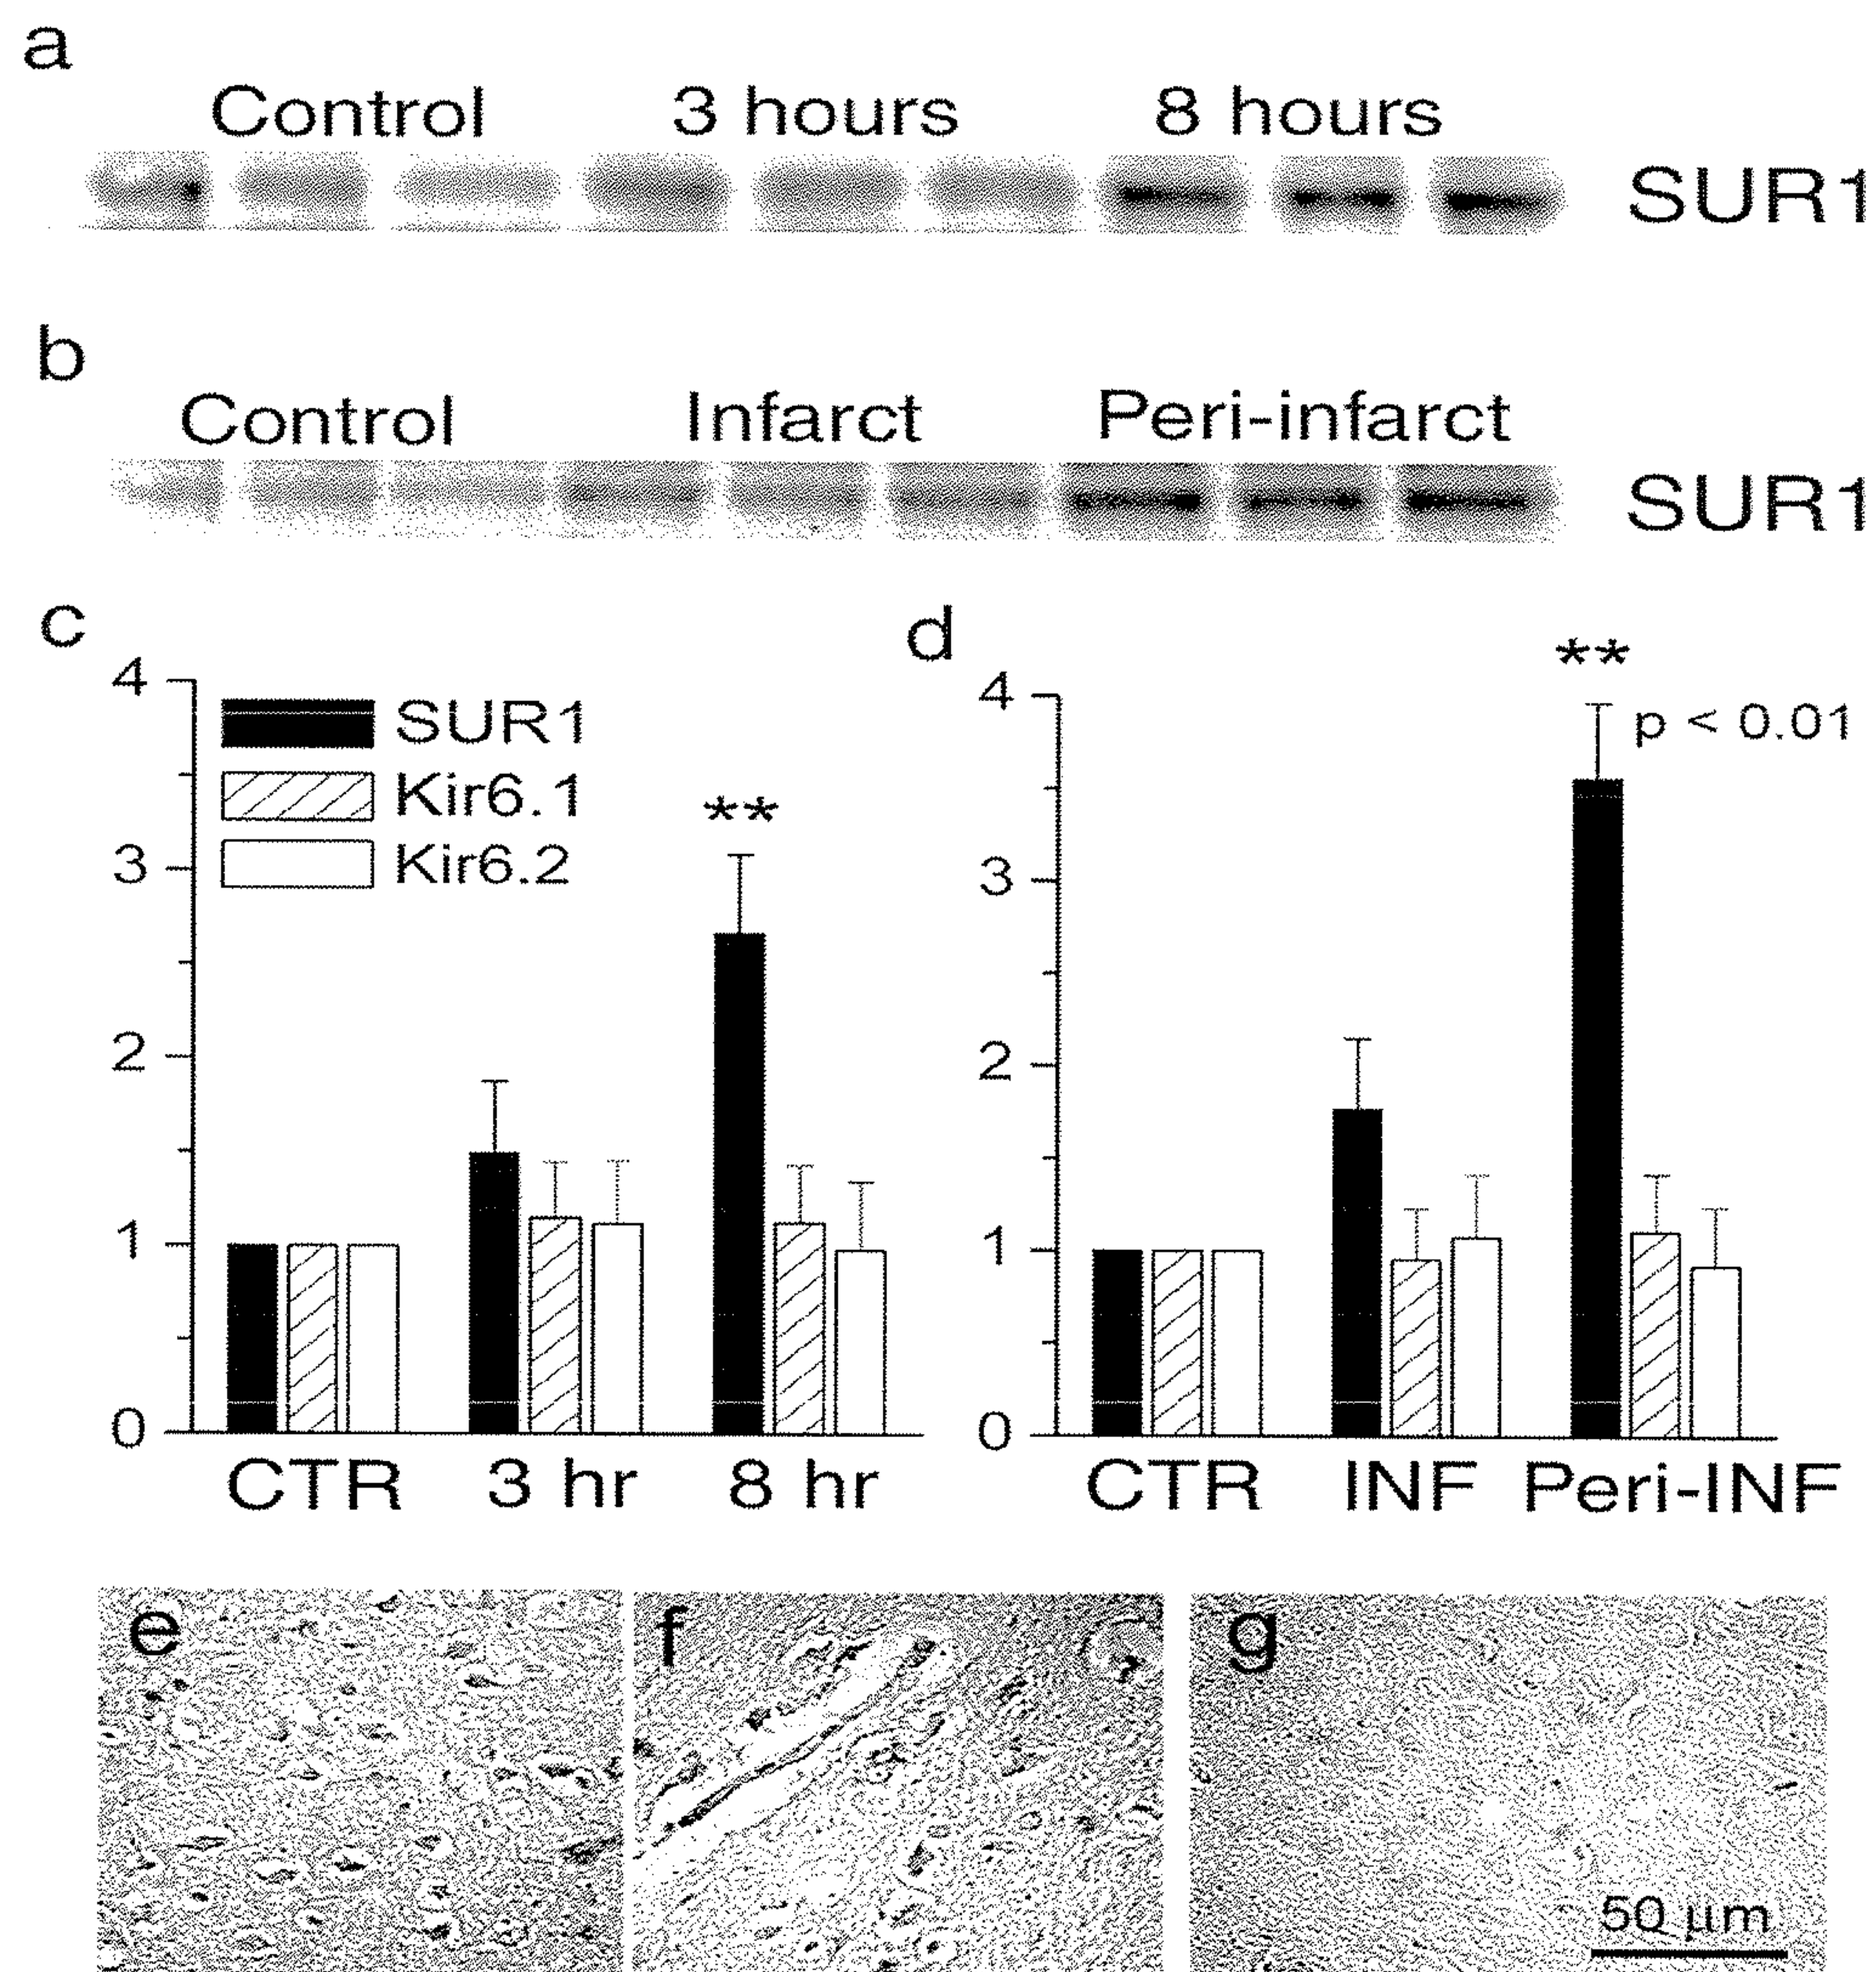 a
Control 3 hours 8 hours
SUR1
b
Control Infarct Peri-infarct
SUR1
c
4
3
2
1
0
SUR1
Kir6.1
Kir6.2
**
CTR 3 hr 8 hr
d
4
3
2
1
0
**
p < 0.01
CTR INF Peri-INF
e
f
g
50 µm